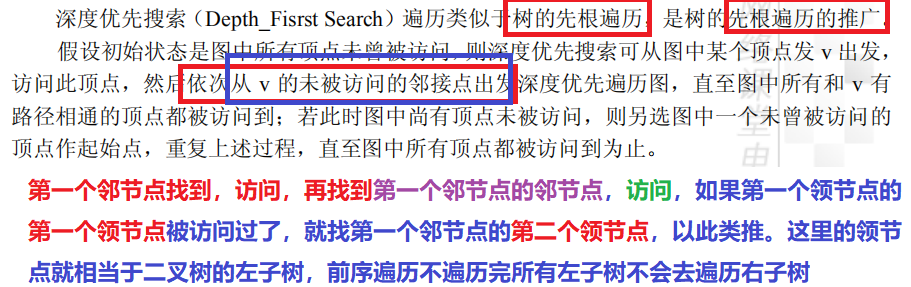 深度优先搜索（Depth_Fisrst Search）遍历类似于树的先根遍历，是树的先根遍历的推广。
假设初始状态是图中所有顶点未曾被访问，则深度优先搜索可从图中某个顶点发 v 出发，
访问此顶点，然后依次从 v 的未被访问的邻接点出发深度优先遍历图，直至图中所有和 v 有
路径相通的顶点都被访问到；若此时图中尚有顶点未被访问，则另选图中一个未曾被访问的
顶点作起始点，重复上述过程，直至图中所有顶点都被访问到为止。
第一个邻节点找到，访问，再找到第一个邻节点的邻节点，访问，如果第一个领节点的
第一个领节点被访问过了，就找第一个邻节点的第二个领节点，以此类推。这里的领节
点就相当于二叉树的左子树，前序遍历不遍历完所有左子树不会去遍历右子树